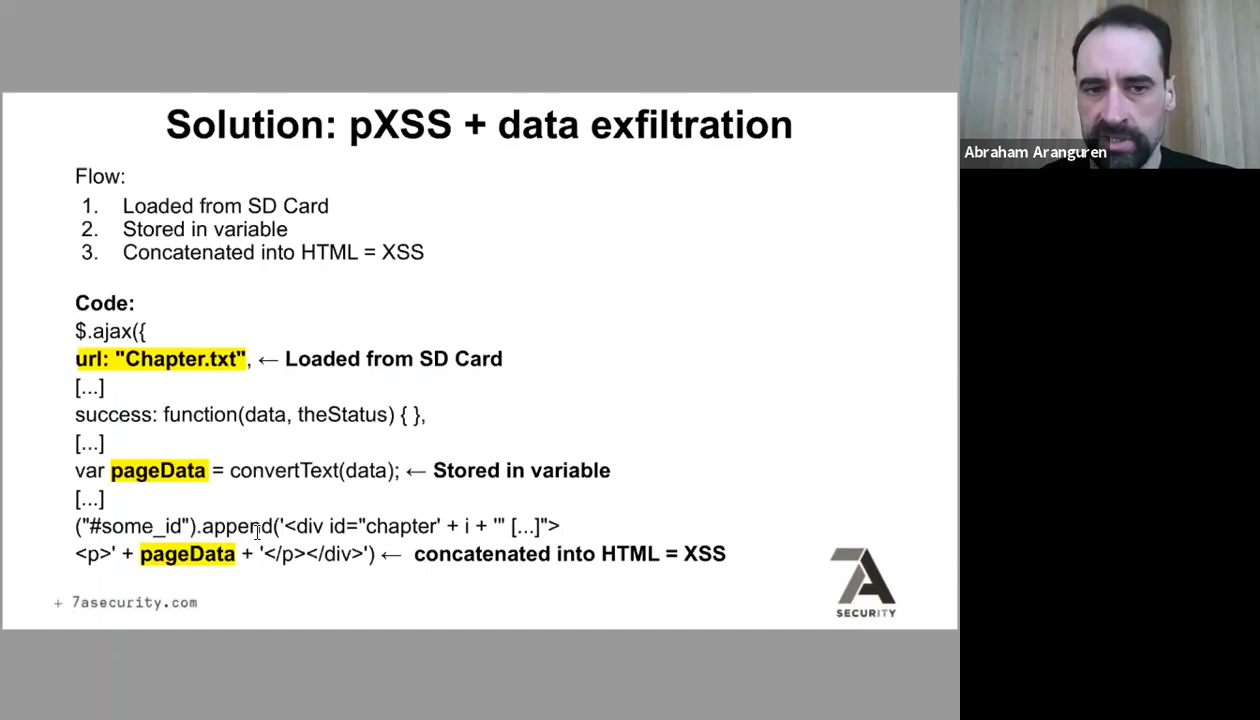 Solution: pXSS + data exfiltration
Flow:
1. Loaded from SD Card
2. Stored in variable
3. Concatenated into HTML = XSS
Code:
$.ajax({
url: "Chapter.txt", ← Loaded from SD Card
[...]
success: function(data, theStatus) { },
[...]
var pageData = convertText(data); ← Stored in variable
[...]
("#some_id").append('<div id="chapter' + i + '" [...]">
<p>' + pageData + '</p></div>') ← concatenated into HTML = XSS
+ 7asecurity.com
7A
SECURITY
Abraham Aranguren